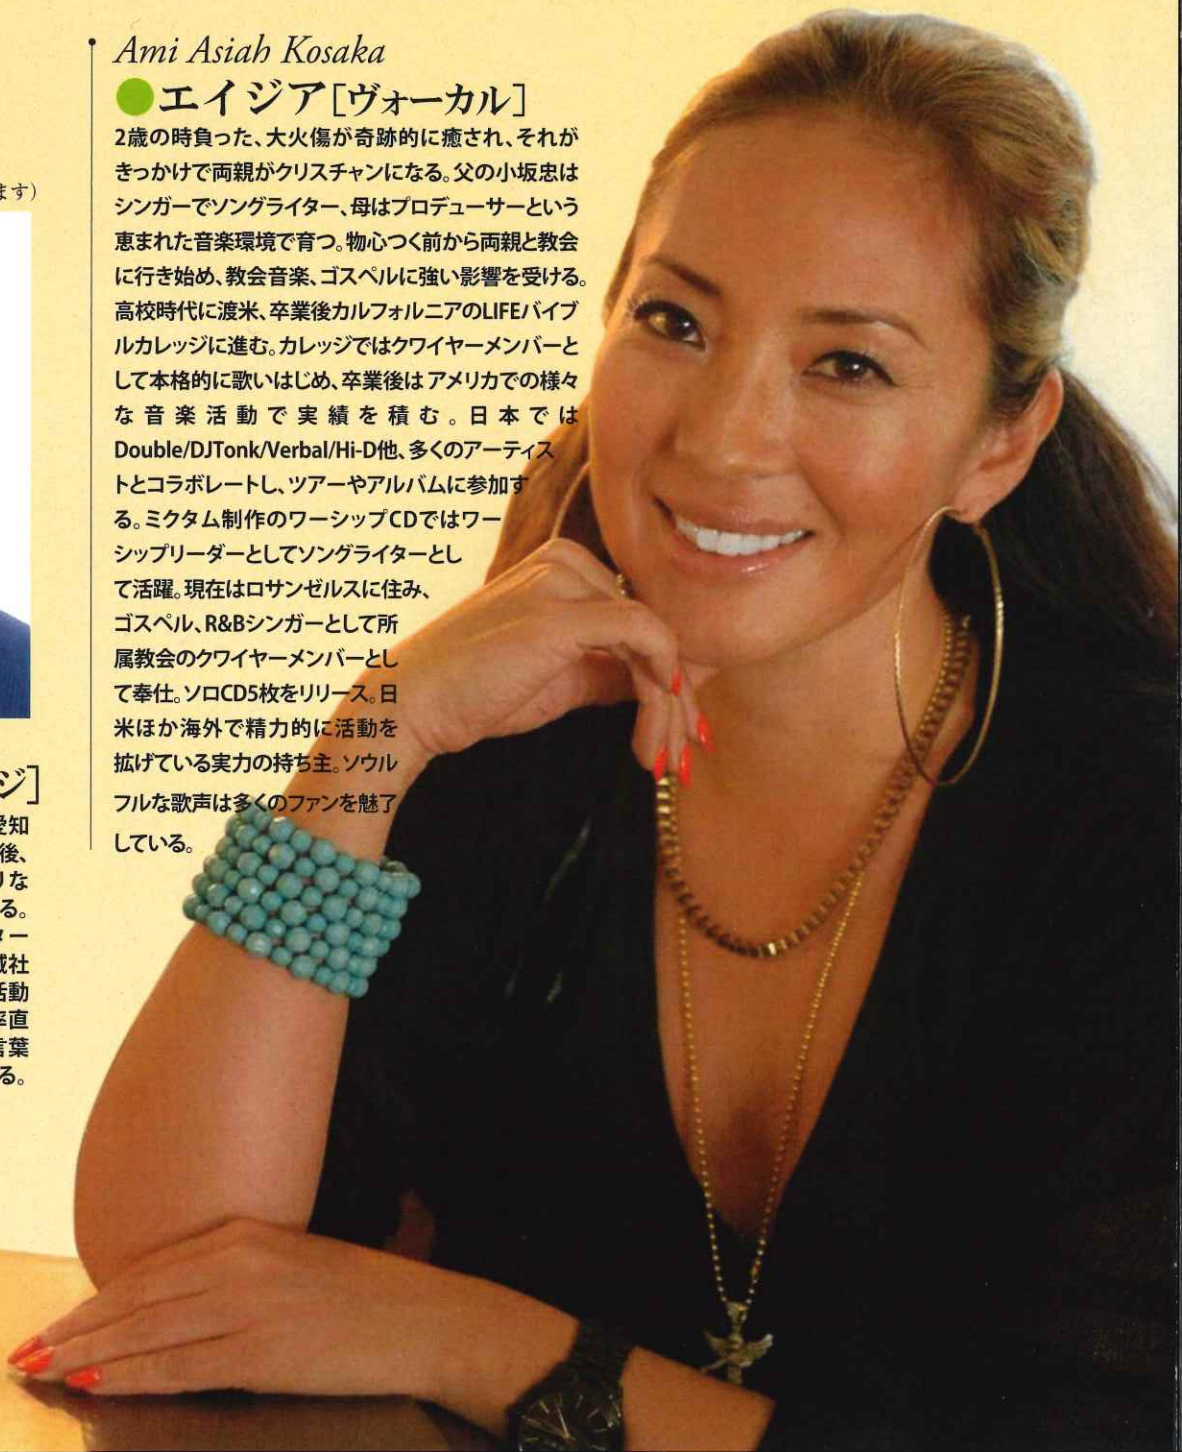 Ami Asiah Kosaka
●エイジア[ヴォーカル]
2歳の時負った、大火傷が奇跡的に癒され、それが
きっかけで両親がクリスチャンになる。父の小坂忠は
シンガーでソングライター、母はプロデューサーという
恵まれた音楽環境で育つ。物心つく前から両親と教会
に行き始め、教会音楽、ゴスペルに強い影響を受ける。
高校時代に渡米、卒業後カルフォルニアのLIFEバイブ
ルカレッジに進む。カレッジではクワイヤーメンバーと
して本格的に歌いはじめ、卒業後は アメリカでの様々
な音楽活動で実績を積む。日本では
Double/DJTonk/Verbal/Hi-D他、多くのアーティス
トとコラボレートし、ツアーやアルバムに参加す
る。ミクタム制作のワーシップCDではワー
シップリーダーとしてソングライターとし
て活躍。現在はロサンゼルスに住み、
ゴスペル、R&Bシンガーとして所
属教会のクワイヤーメンバーとし
て奉仕。ソロCD5枚をリリース。日
米ほか海外で精力的に活動を
拡げている実力の持ち主。ソウル
フルな歌声は多くのファンを魅了
している。
ます)
ジ]
愛知
後、
りな
る。
ター
域社
活動
率直
言葉
る。